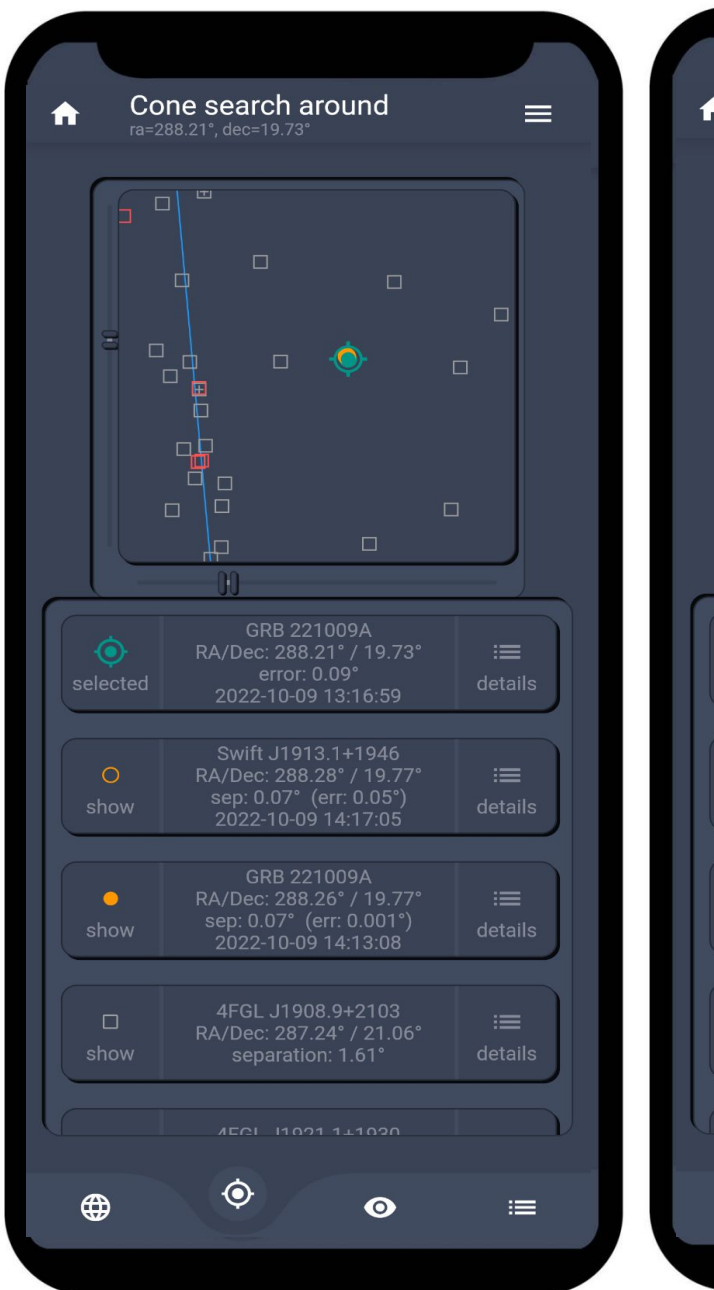 Cone search around
ra=288.21°, dec=19.73°
GRB 221009A
RA/Dec: 288.21° / 19.73°
error: 0.09°
2022-10-09 13:16:59
selected
details
Swift J1913.1+1946
RA/Dec: 288.28° / 19.77°
sep: 0.07° (err: 0.05°)
2022-10-09 14:17:05
show
details
GRB 221009A
RA/Dec: 288.26° / 19.77°
sep: 0.07° (err: 0.001°)
2022-10-09 14:13:08
show
details
4FGL J1908.9+2103
RA/Dec: 287.24° / 21.06°
separation: 1.61°
show
details
4FGL J1921.1+1930